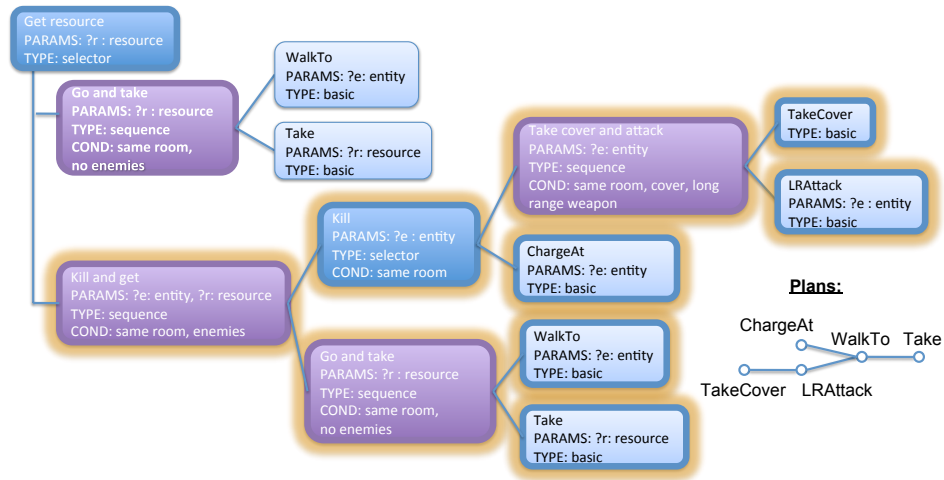 Get resource
PARAMS: ?r : resource
TYPE: selector
Go and take
PARAMS: ?r : resource
TYPE: sequence
COND: same room,
no enemies
WalkTo
PARAMS: ?e: entity
TYPE: basic
Take
PARAMS: ?r: resource
TYPE: basic
Kill and get
PARAMS: ?e: entity, ?r: resource
TYPE: sequence
COND: same room, enemies
Kill
PARAMS: ?e : entity
TYPE: selector
COND: same room
Take cover and attack
PARAMS: ?e: entity
TYPE: sequence
COND: same room, cover, long
range weapon
TakeCover
TYPE: basic
LRAttack
PARAMS: ?e : entity
TYPE: basic
ChargeAt
PARAMS: ?e: entity
TYPE: basic
Go and take
PARAMS: ?r : resource
TYPE: sequence
COND: same room,
no enemies
WalkTo
PARAMS: ?e: entity
TYPE: basic
Take
PARAMS: ?r: resource
TYPE: basic
Plans:
ChargeAt WalkTo Take
TakeCover LRAttack